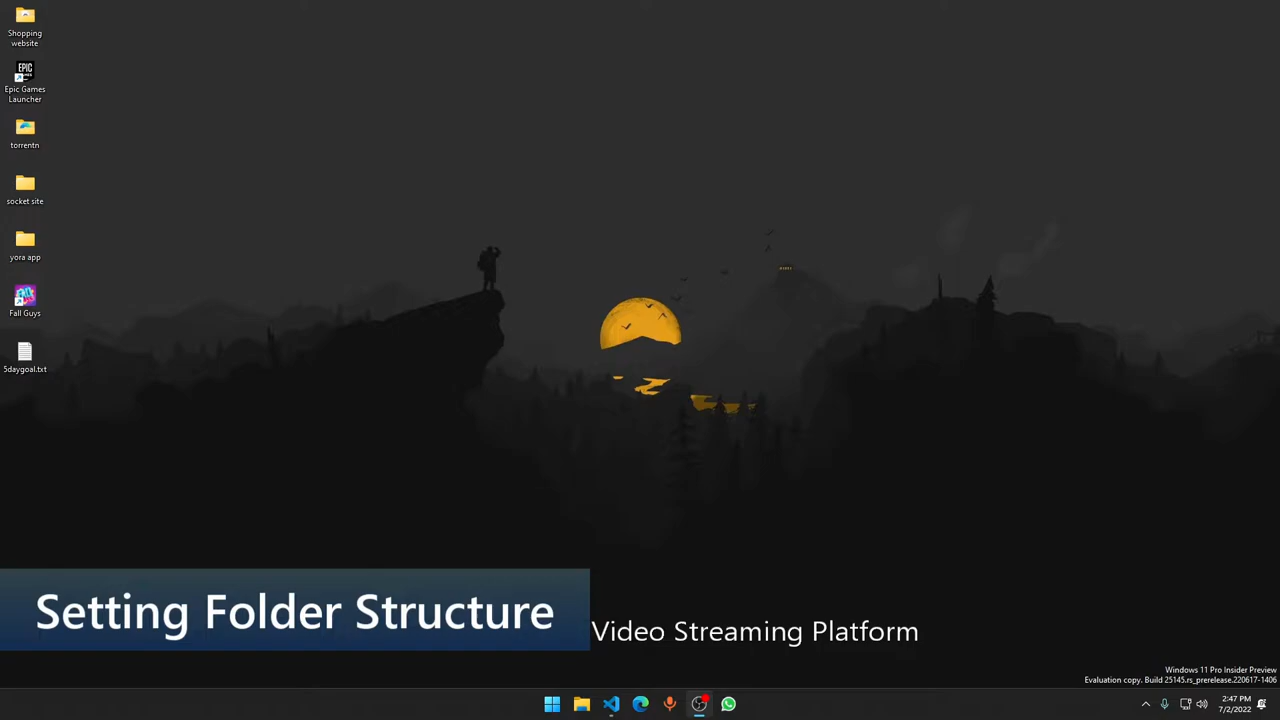 Shopping
website
EPIC
GAMES
Epic Games
Launcher
torrentn
socket site
yora app
FALL
GUYS
Fall Guys
5daygoal.txt
Setting Folder Structure
Video Streaming Platform
Windows 11 Pro Insider Preview
Evaluation copy. Build 25145.rs_prerelease.220617-1406
2:47 PM
7/2/2022